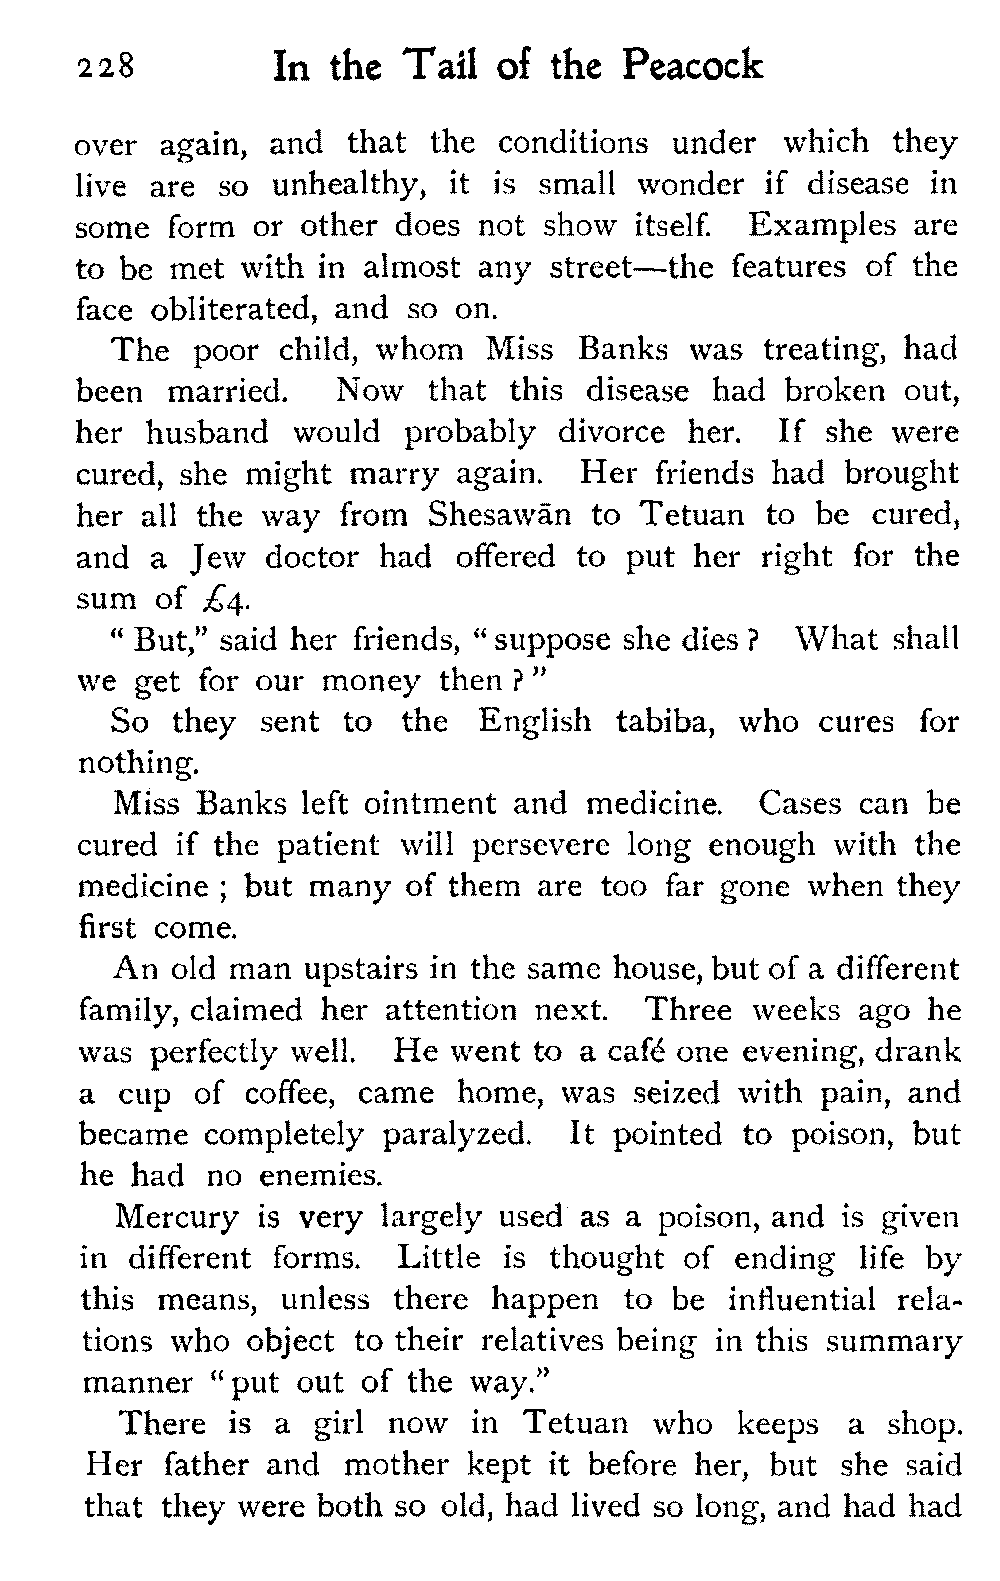 228 In the Tail of the Peacock
over again, and that the conditions under which they
live are so unhealthy, it is small wonder if disease in
some form or other does not show itself. Examples are
to be met with in almost any street—the features of the
face obliterated, and so on.
The poor child, whom Miss Banks was treating, had
been married. Now that this disease had broken out,
her husband would probably divorce her. If she were
cured, she might marry again. Her friends had brought
her all the way from Shesawān to Tetuan to be cured,
and a Jew doctor had offered to put her right for the
sum of £4.
“ But,” said her friends, “ suppose she dies ? What shall
we get for our money then ? ”
So they sent to the English tabiba, who cures for
nothing.
Miss Banks left ointment and medicine. Cases can be
cured if the patient will persevere long enough with the
medicine ; but many of them are too far gone when they
first come.
An old man upstairs in the same house, but of a different
family, claimed her attention next. Three weeks ago he
was perfectly well. He went to a café one evening, drank
a cup of coffee, came home, was seized with pain, and
became completely paralyzed. It pointed to poison, but
he had no enemies.
Mercury is very largely used as a poison, and is given
in different forms. Little is thought of ending life by
this means, unless there happen to be influential rela-
tions who object to their relatives being in this summary
manner “ put out of the way.”
There is a girl now in Tetuan who keeps a shop.
Her father and mother kept it before her, but she said
that they were both so old, had lived so long, and had had